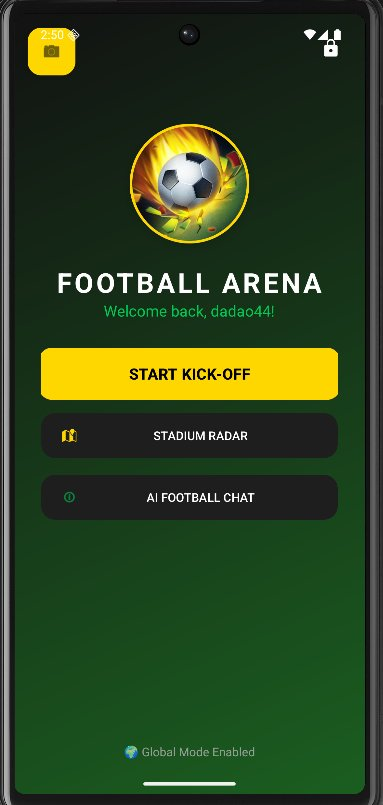 2:50
FOOTBALL ARENA
Welcome back, dadao44!
START KICK-OFF
STADIUM RADAR
AI FOOTBALL CHAT
Global Mode Enabled